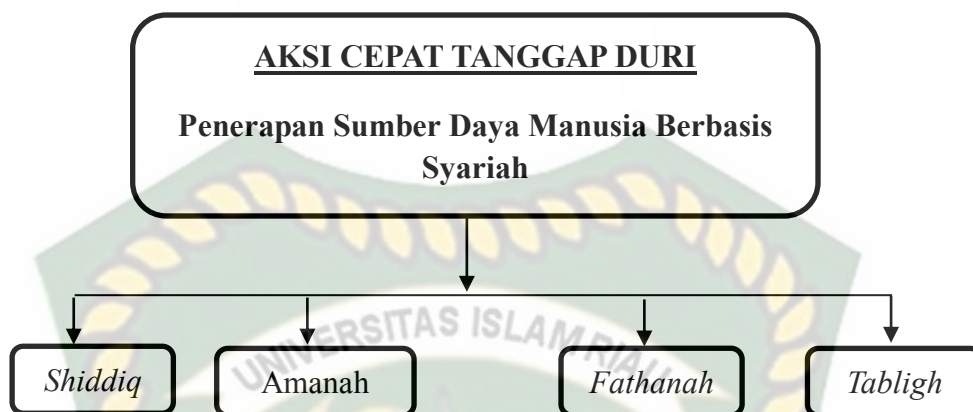 AKSI CEPAT TANGGAP DURI
Penerapan Sumber Daya Manusia Berbasis
Syariah
UNIVERSITAS ISLAM RIAU
Shiddiq
Amanah
Fathanah
Tabligh